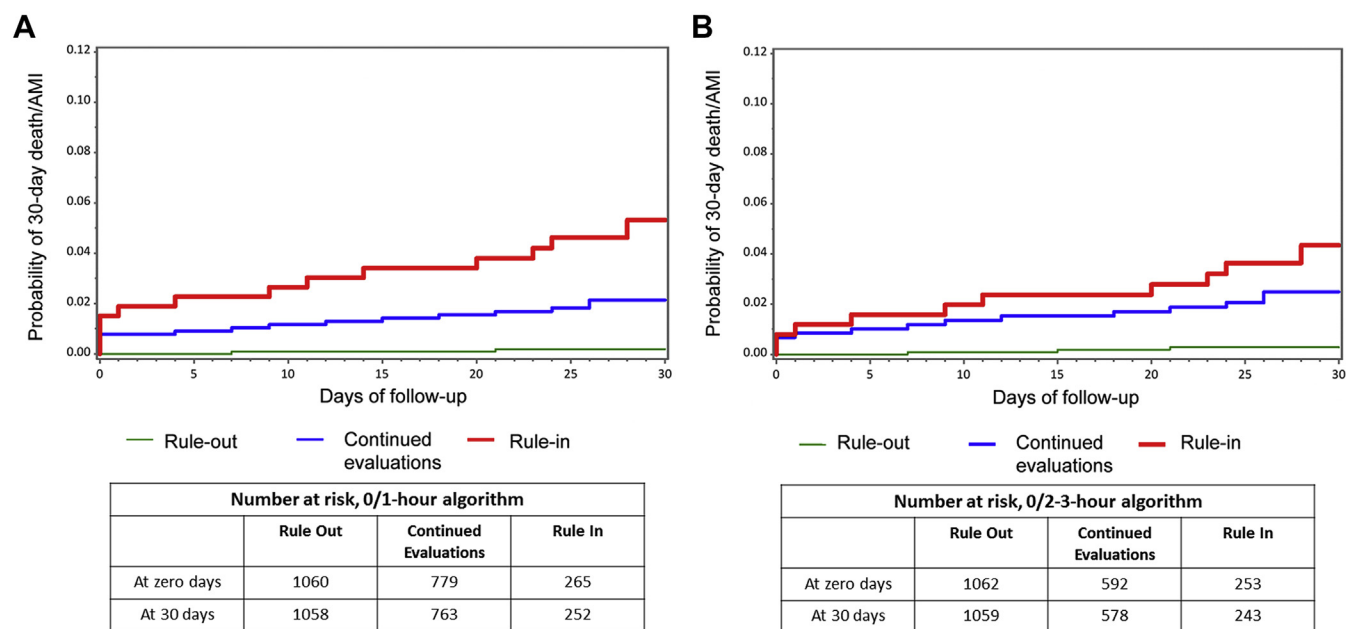 A
0.12
0.10
0.08
0.06
0.04
0.02
0.00
Probability of 30-day death/AMI
0 5 10 15 20 25 30
Days of follow-up
Rule-out Continued evaluations Rule-in
Number at risk, 0/1-hour algorithm
Rule Out Continued Evaluations Rule In
At zero days 1060 779 265
At 30 days 1058 763 252
B
0.12
0.10
0.08
0.06
0.04
0.02
0.00
Probability of 30-day death/AMI
0 5 10 15 20 25 30
Days of follow-up
Rule-out Continued evaluations Rule-in
Number at risk, 0/2-3-hour algorithm
Rule Out Continued Evaluations Rule In
At zero days 1062 592 253
At 30 days 1059 578 243